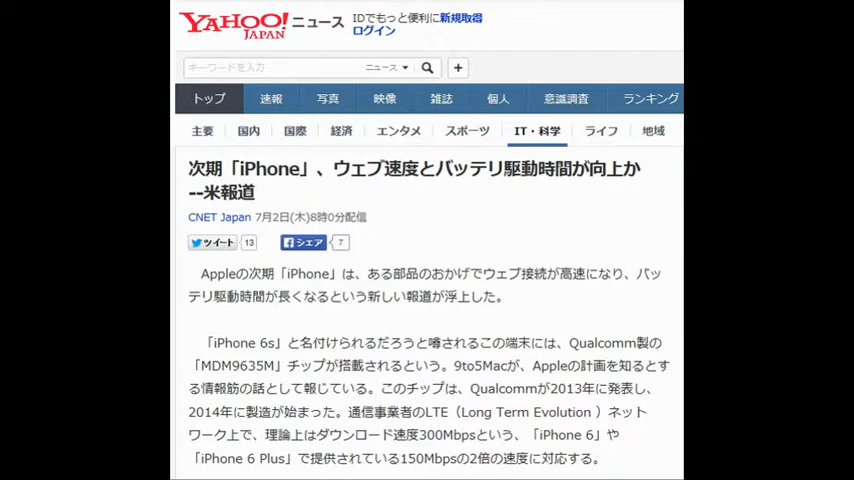 YAHOO! ニュース
JAPAN
IDでもっと便利に新規取得
ログイン
キーワードを入力 ニュース
トップ 速報 写真 映像 雑誌 個人 意識調査 ランキング
主要 国内 国際 経済 エンタメ スポーツ IT・科学 ライフ 地域
次期「iPhone」、ウェブ速度とバッテリ駆動時間が向上か
--米報道
CNET Japan 7月2日(木)8時0分配信
ツイート 13 シェア 7
Appleの次期「iPhone」は、ある部品のおかげでウェブ接続が高速になり、バッ
テリ駆動時間が長くなるという新しい報道が浮上した。
「iPhone 6s」と名付けられるだろうと噂されるこの端末には、Qualcomm製の
「MDM9635M」チップが搭載されるという。9to5Macが、Appleの計画を知るとす
る情報筋の話として報じている。このチップは、Qualcommが2013年に発表し、
2014年に製造が始まった。通信事業者のLTE（Long Term Evolution ）ネット
ワーク上で、理論上はダウンロード速度300Mbpsという、「iPhone 6」や
「iPhone 6 Plus」で提供されている150Mbpsの2倍の速度に対応する。